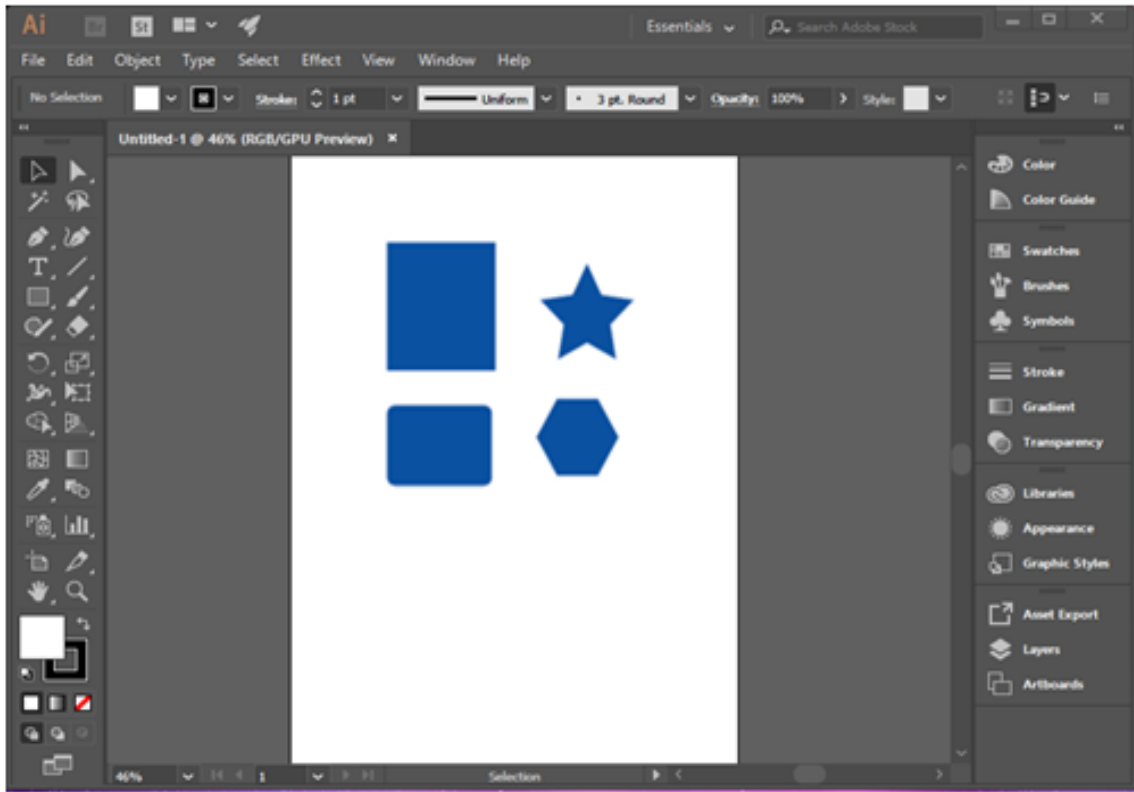 Ai Br St Essentials Search Adobe Stock
File Edit Object Type Select Effect View Window Help
No Selection Stroke: 1 pt Uniform 3 pt. Round Opacity: 100% Style:
Untitled-1 @ 46% (RGB/GPU Preview) ×
Color
Color Guide
Swatches
Brushes
Symbols
Stroke
Gradient
Transparency
Libraries
Appearance
Graphic Styles
Asset Export
Layers
Artboards
46% 1 Selection